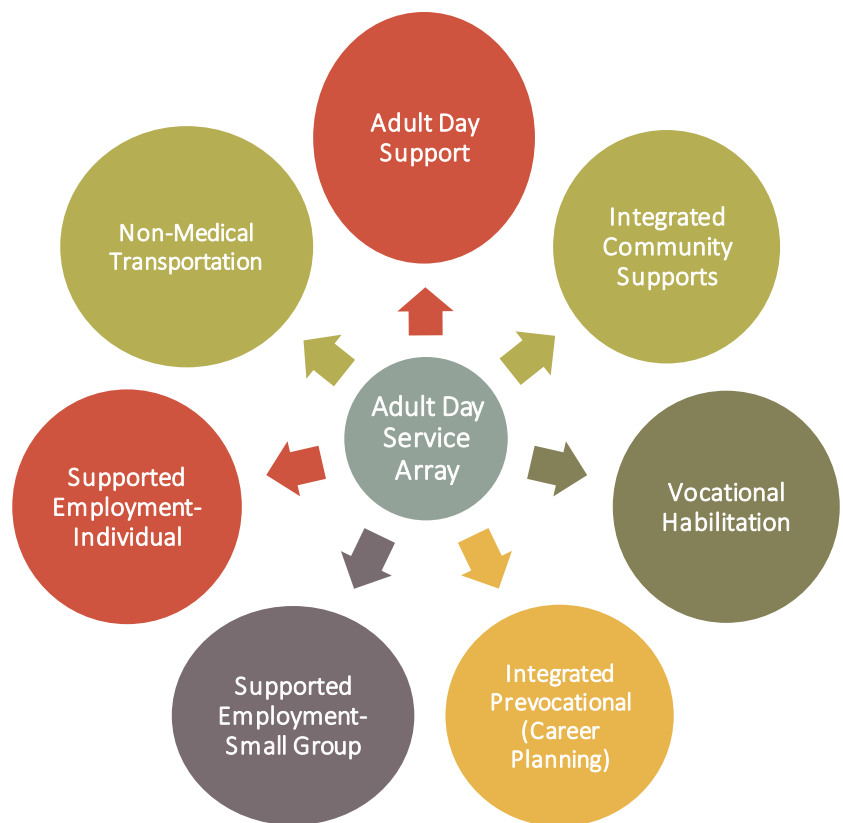 Adult Day
Support
Integrated
Community
Supports
Vocational
Habilitation
Integrated
Prevocational
(Career
Planning)
Supported
Employment-
Small Group
Supported
Employment-
Individual
Non-Medical
Transportation
Adult Day
Service
Array